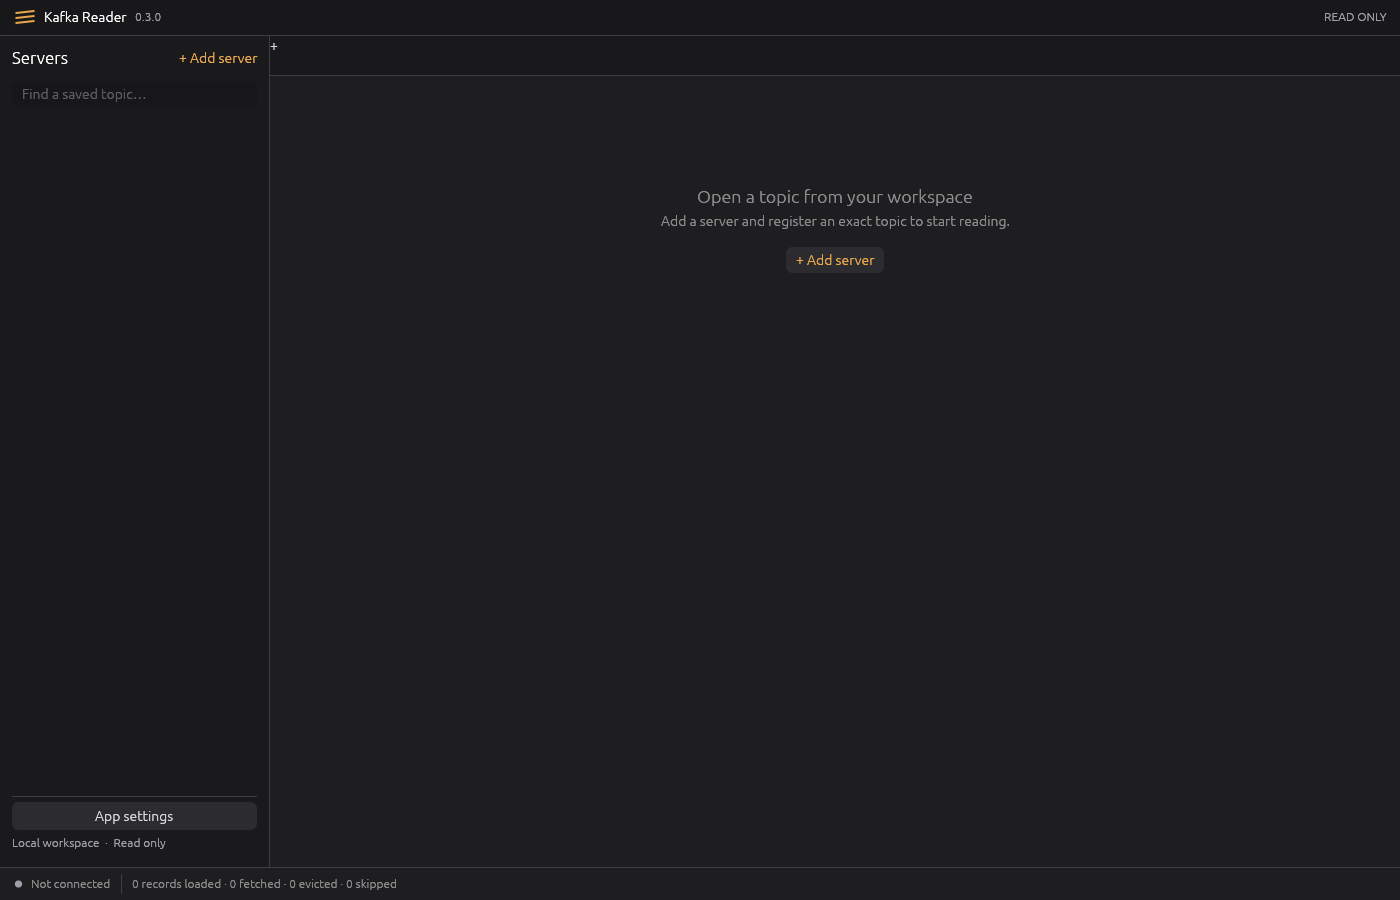 Kafka Reader 0.3.0
READ ONLY
Servers
+ Add server
Find a saved topic...
+
Open a topic from your workspace
Add a server and register an exact topic to start reading.
+ Add server
App settings
Local workspace · Read only
Not connected
0 records loaded · 0 fetched · 0 evicted · 0 skipped